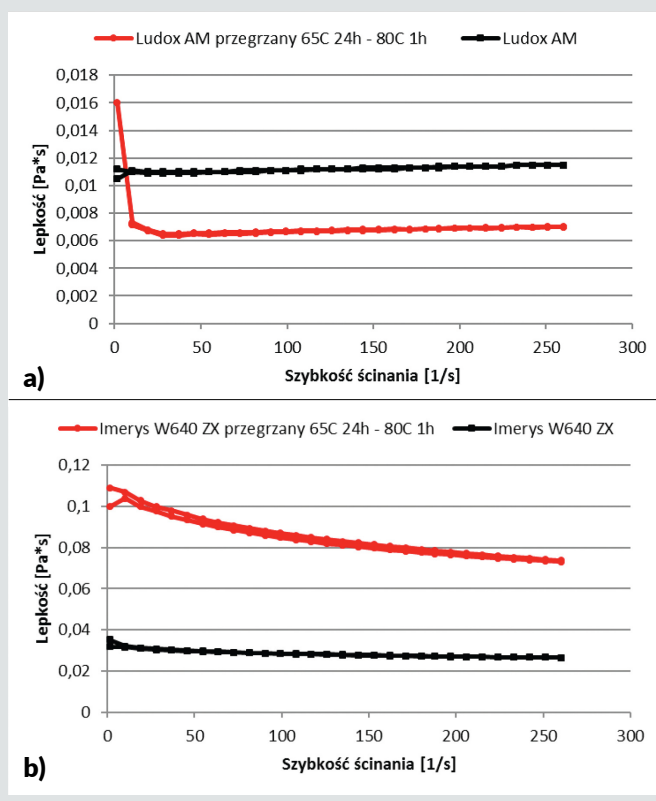 Ludox AM przegrzany 65C 24h - 80C 1h Ludox AM
0,018
0,016
0,014
0,012
0,01
0,008
0,006
0,004
0,002
0
Lepkość [Pa*s]
0 50 100 150 200 250 300
Szybkość ścinania [1/s]
a)
Imerys W640 ZX przegrzany 65C 24h - 80C 1h Imerys W640 ZX
0,12
0,1
0,08
0,06
0,04
0,02
0
Lepkość [Pa*s]
0 50 100 150 200 250 300
Szybkość ścinania [1/s]
b)